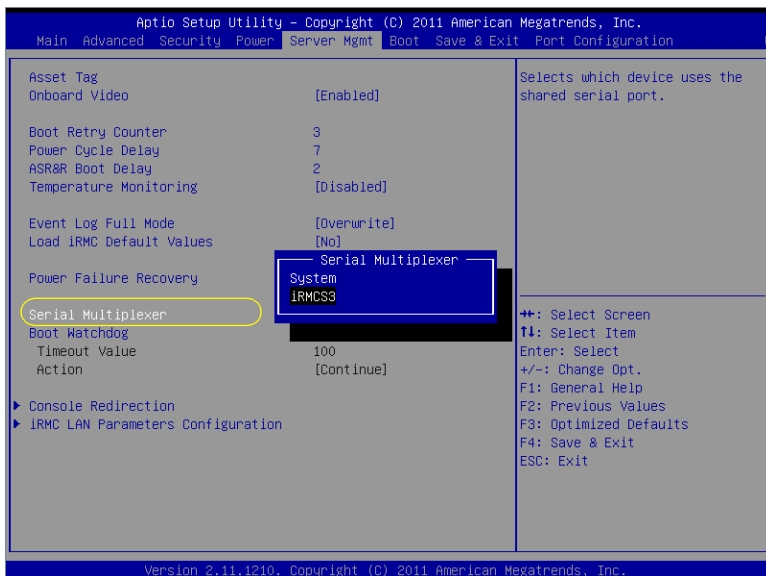 Aptio Setup Utility – Copyright (C) 2011 American Megatrends, Inc.
Main Advanced Security Power Server Mgmt Boot Save & Exit Port Configuration
Asset Tag
Onboard Video [Enabled]
Boot Retry Counter 3
Power Cycle Delay 7
ASR&R Boot Delay 2
Temperature Monitoring [Disabled]
Event Log Full Mode [Overwrite]
Load iRMC Default Values [No]
Power Failure Recovery
Serial Multiplexer
Boot Watchdog
Timeout Value 100
Action [Continue]
Console Redirection
iRMC LAN Parameters Configuration
Serial Multiplexer
System
iRMCS3
Selects which device uses the
shared serial port.
→←: Select Screen
↑↓: Select Item
Enter: Select
+/-: Change Opt.
F1: General Help
F2: Previous Values
F3: Optimized Defaults
F4: Save & Exit
ESC: Exit
Version 2.11.1210. Copyright (C) 2011 American Megatrends, Inc.